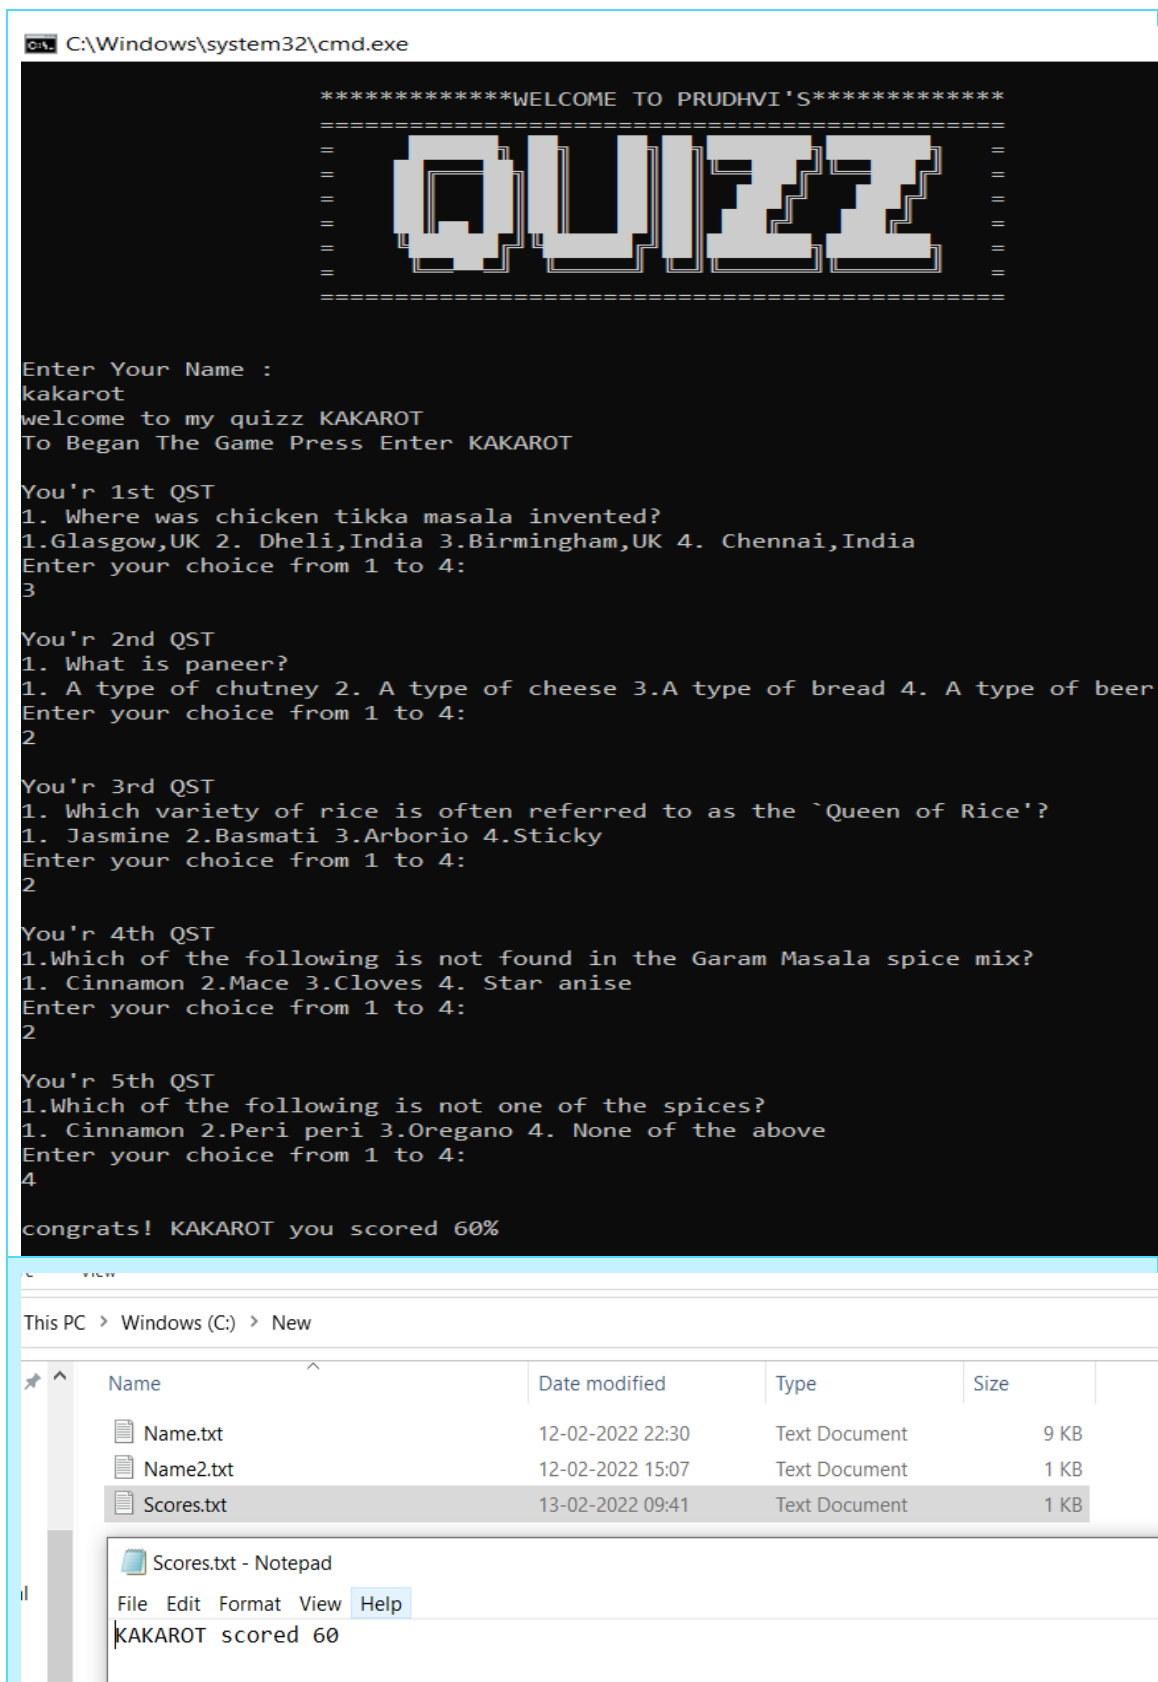 C:\Windows\system32\cmd.exe
*************WELCOME TO PRUDHVI'S*************
==============================================
QUIZZ
==============================================
Enter Your Name :
kakarot
welcome to my quizz KAKAROT
To Began The Game Press Enter KAKAROT
You'r 1st QST
1. Where was chicken tikka masala invented?
1.Glasgow,UK 2. Dheli,India 3.Birmingham,UK 4. Chennai,India
Enter your choice from 1 to 4:
3
You'r 2nd QST
1. What is paneer?
1. A type of chutney 2. A type of cheese 3.A type of bread 4. A type of beer
Enter your choice from 1 to 4:
2
You'r 3rd QST
1. Which variety of rice is often referred to as the `Queen of Rice'?
1. Jasmine 2.Basmati 3.Arborio 4.Sticky
Enter your choice from 1 to 4:
2
You'r 4th QST
1.Which of the following is not found in the Garam Masala spice mix?
1. Cinnamon 2.Mace 3.Cloves 4. Star anise
Enter your choice from 1 to 4:
2
You'r 5th QST
1.Which of the following is not one of the spices?
1. Cinnamon 2.Peri peri 3.Oregano 4. None of the above
Enter your choice from 1 to 4:
4
congrats! KAKAROT you scored 60%
This PC > Windows (C:) > New
Name Date modified Type Size
Name.txt 12-02-2022 22:30 Text Document 9 KB
Name2.txt 12-02-2022 15:07 Text Document 1 KB
Scores.txt 13-02-2022 09:41 Text Document 1 KB
Scores.txt - Notepad
File Edit Format View Help
KAKAROT scored 60